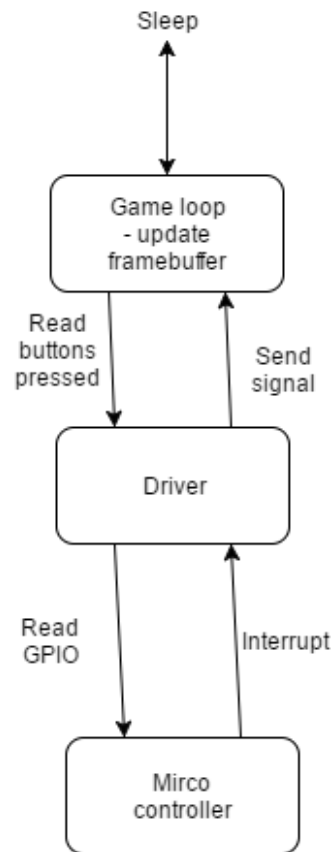 Sleep
Game loop
- update
framebuffer
Read
buttons
pressed
Send
signal
Driver
Read
GPIO
Interrupt
Mirco
controller